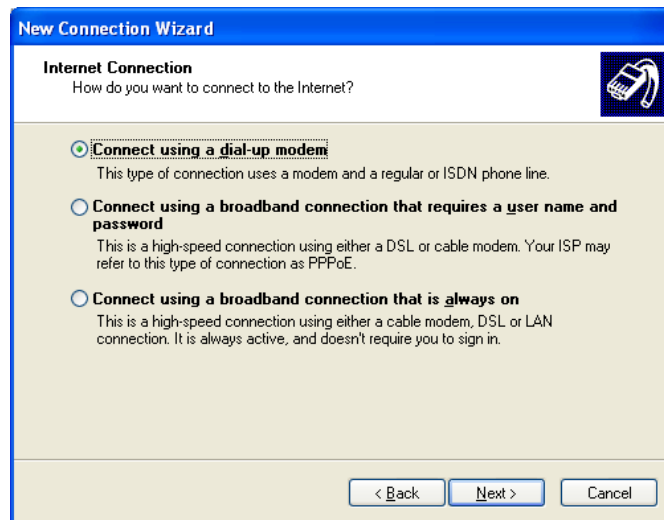 New Connection Wizard
Internet Connection
How do you want to connect to the Internet?
Connect using a dial-up modem
This type of connection uses a modem and a regular or ISDN phone line.
Connect using a broadband connection that requires a user name and
password
This is a high-speed connection using either a DSL or cable modem. Your ISP may
refer to this type of connection as PPPoE.
Connect using a broadband connection that is always on
This is a high-speed connection using either a cable modem, DSL or LAN
connection. It is always active, and doesn't require you to sign in.
< Back Next > Cancel